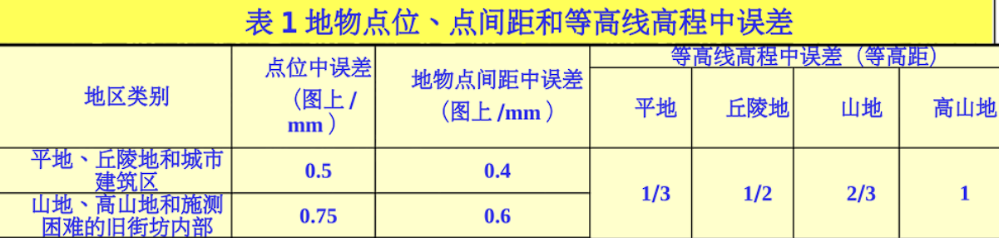 表 1 地物点位、点间距和等高线高程中误差
地区类别
点位中误差
（图上 /
mm ）
地物点间距中误差
（图上 /mm ）
等高线高程中误差（等高距）
平地
丘陵地
山地
高山地
平地、丘陵地和城市
建筑区
0.5
0.4
1/3
1/2
2/3
1
山地、高山地和施测
困难的旧街坊内部
0.75
0.6